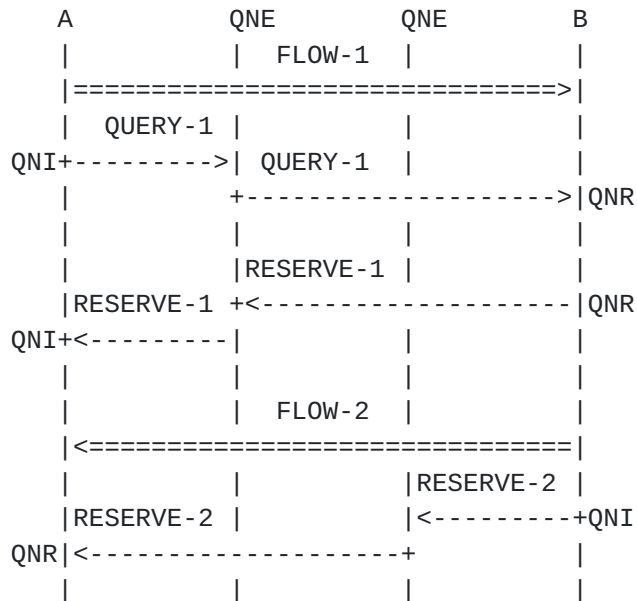 A QNE QNE B
| | FLOW-1 | |
|===============================>|
| QUERY-1 | | |
QNI+--------->| QUERY-1 | |
| +--------------------->|QNR
| | | |
| |RESERVE-1 | |
|RESERVE-1 +<--------------------|QNR
QNI+<---------| | |
| | | |
| | FLOW-2 | |
|<===============================|
| | |RESERVE-2 |
|RESERVE-2 | |<---------+QNI
QNR|<--------------------+ |
| | | |